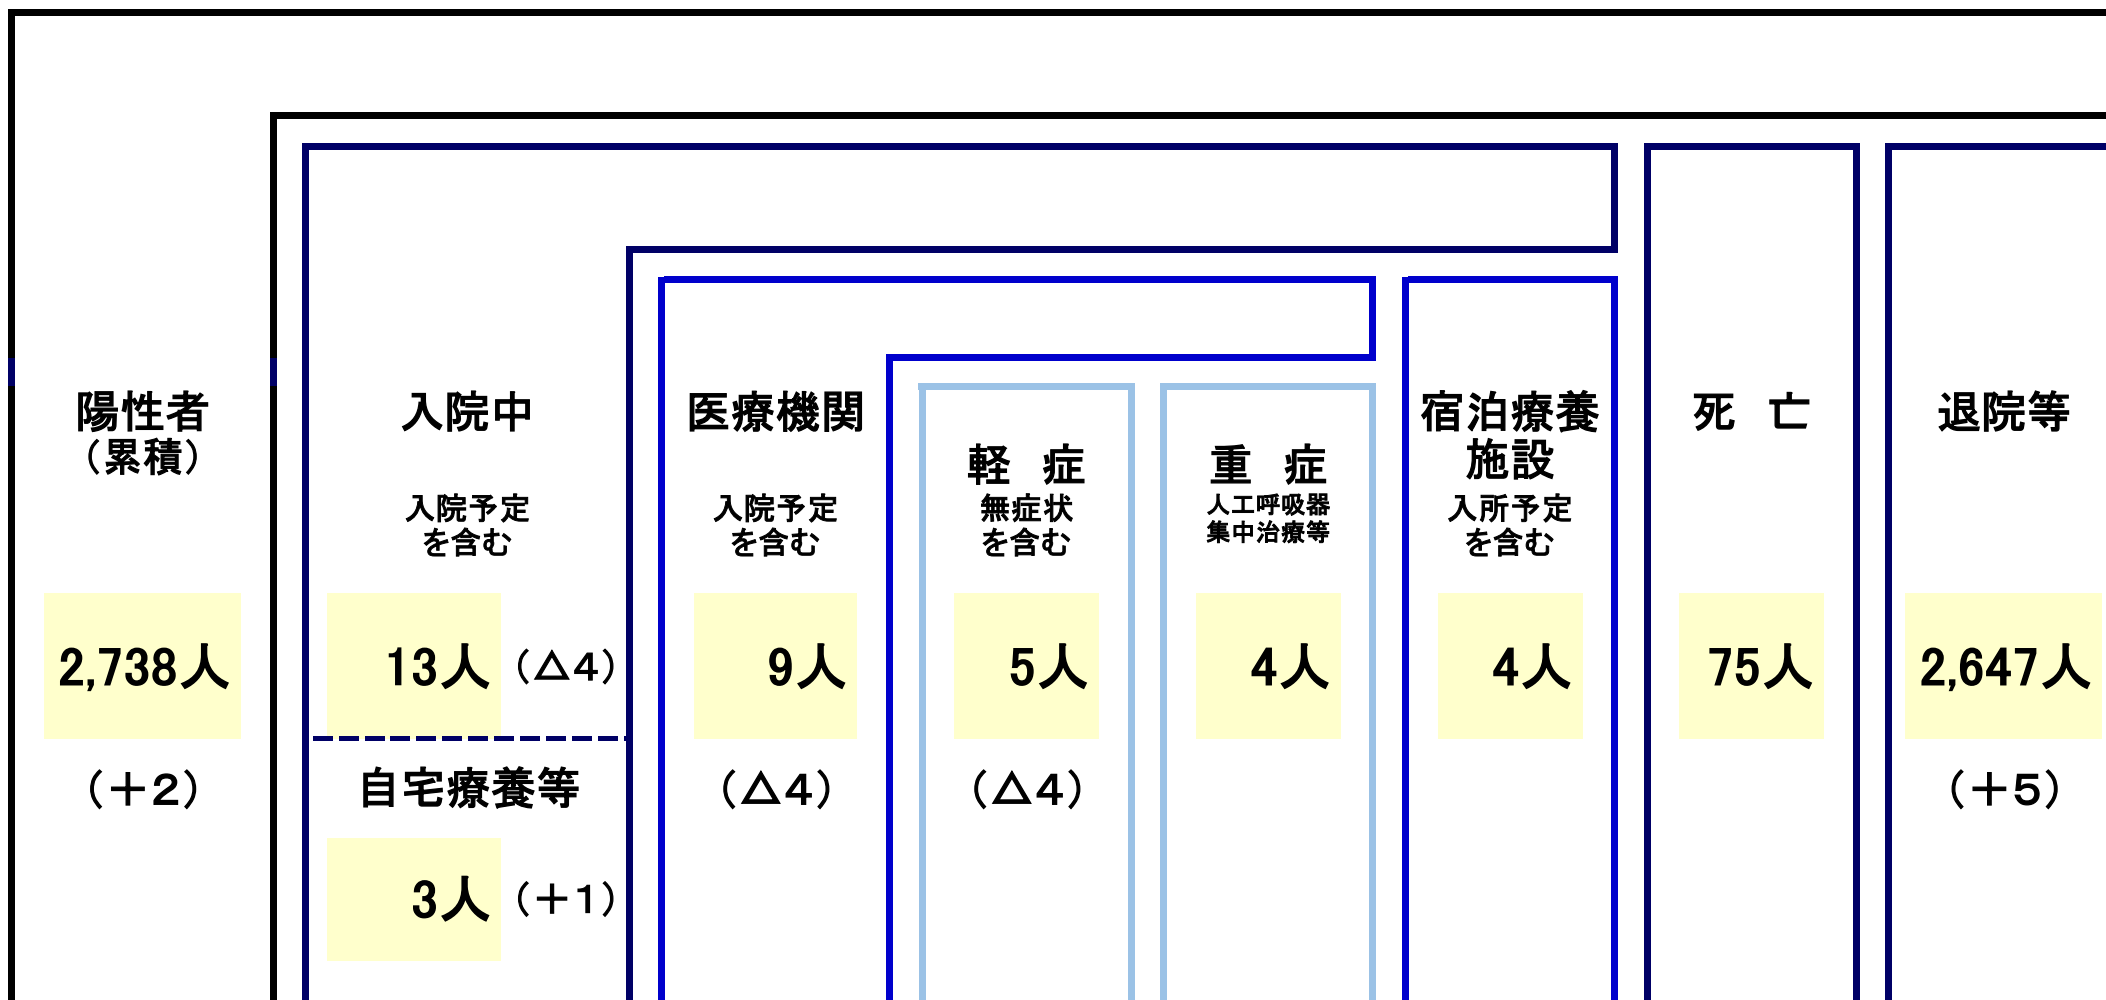 陽性者
（累積）
2,738人
（＋2）
入院中
入院予定
を含む
13人（△4）
自宅療養等
3人（＋1）
医療機関
入院予定
を含む
9人
（△4）
軽　症
無症状
を含む
5人
（△4）
重　症
人工呼吸器
集中治療等
4人
宿泊療養
施設
入所予定
を含む
4人
死　亡
75人
退院等
2,647人
（＋5）